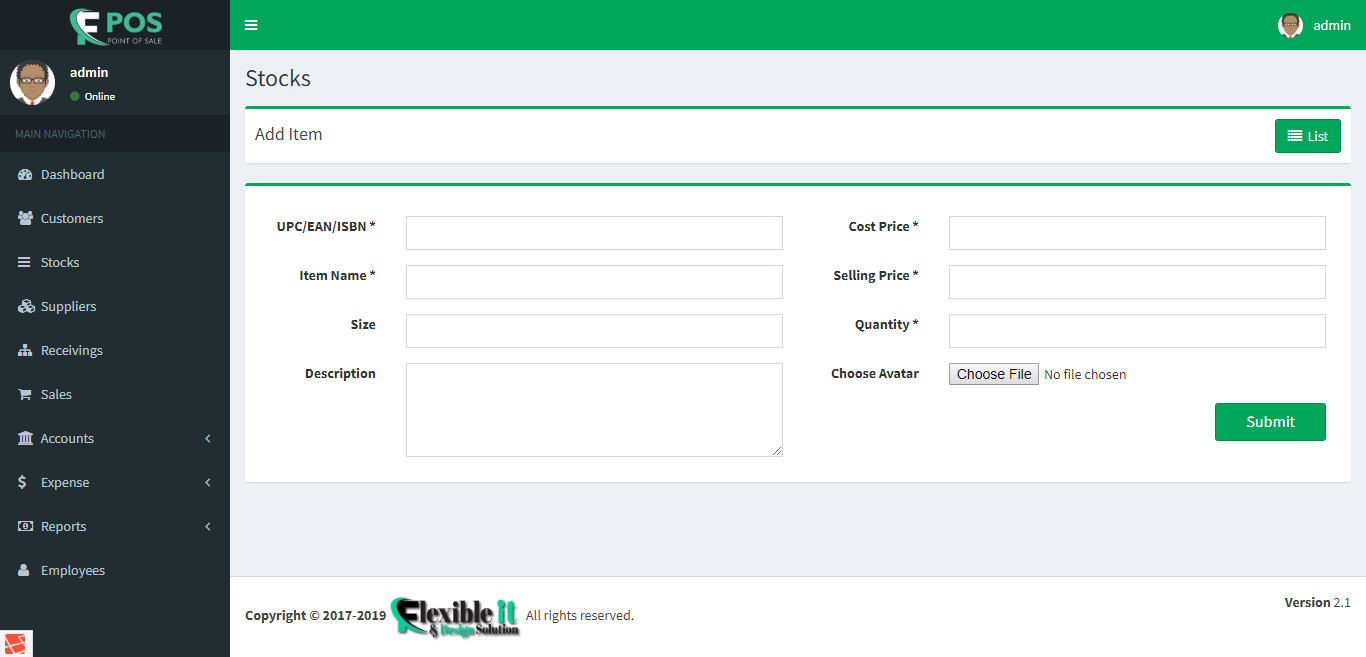 POS
POINT OF SALE
admin
admin
Online
MAIN NAVIGATION
Dashboard
Customers
Stocks
Suppliers
Receivings
Sales
Accounts
Expense
Reports
Employees
Stocks
Add Item
List
UPC/EAN/ISBN *
Cost Price *
Item Name *
Selling Price *
Size
Quantity *
Description
Choose Avatar
Choose File No file chosen
Submit
Copyright © 2017-2019 Flexible it & Design Solution All rights reserved.
Version 2.1